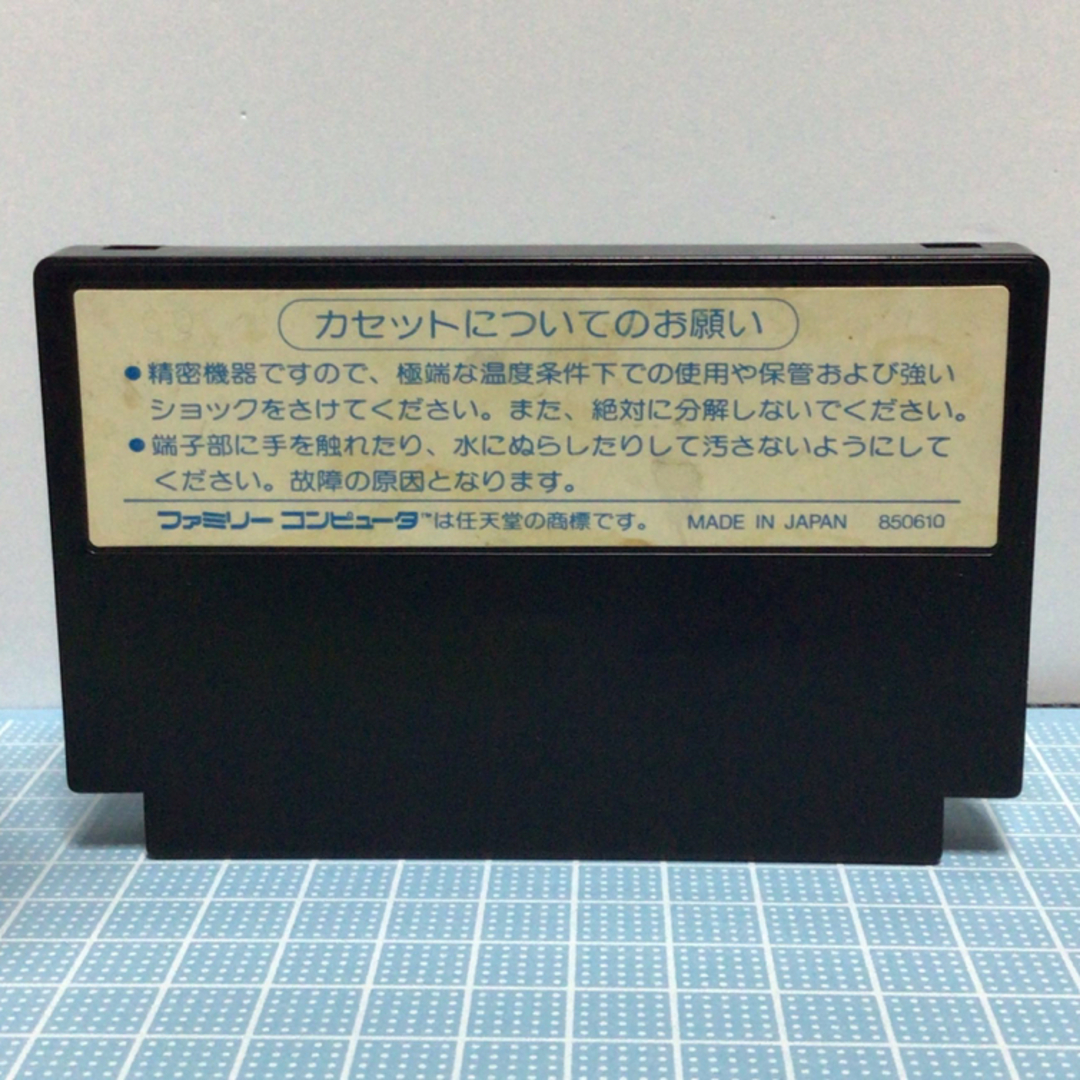 カセットについてのお願い
●精密機器ですので、極端な温度条件下での使用や保管および強い
ショックをさけてください。また、絶対に分解しないでください。
●端子部に手を触れたり、水にぬらしたりして汚さないようにして
ください。故障の原因となります。
ファミリー コンピュータ™は任天堂の商標です。 MADE IN JAPAN 850610